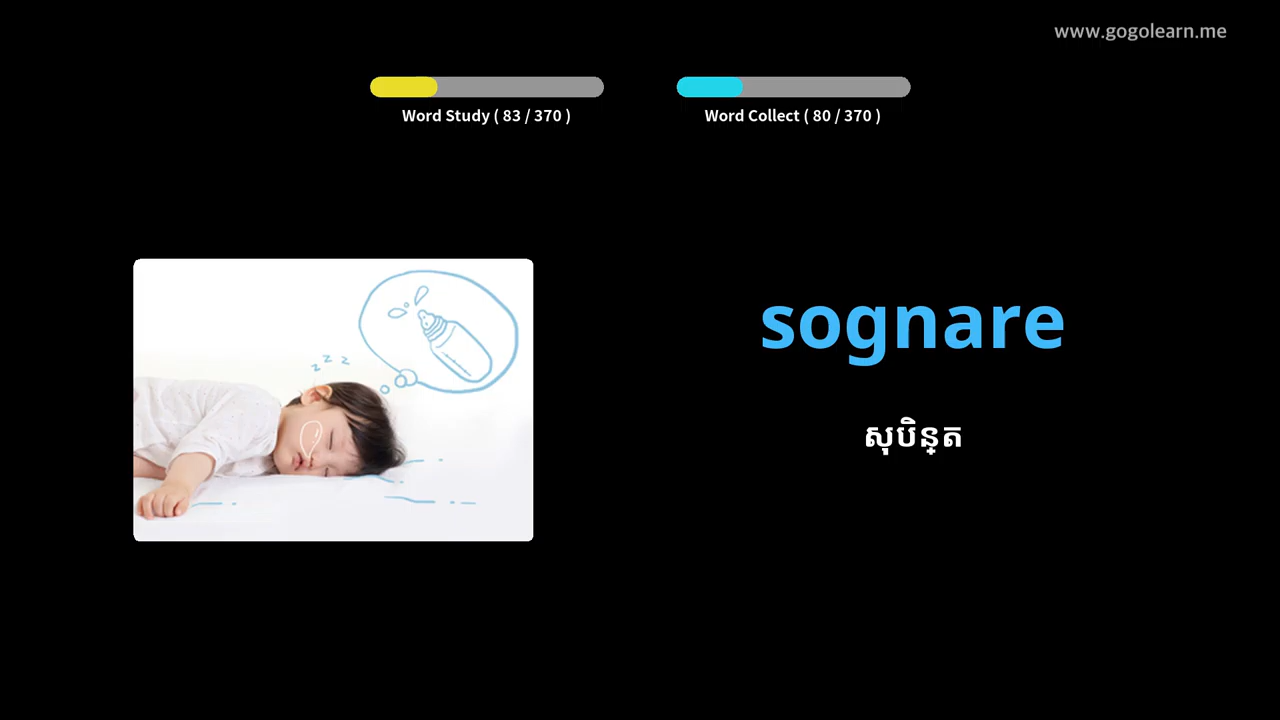 www.gogolearn.me
Word Study ( 83 / 370 )
Word Collect ( 80 / 370 )
z z z
sognare
សុបិន្ត